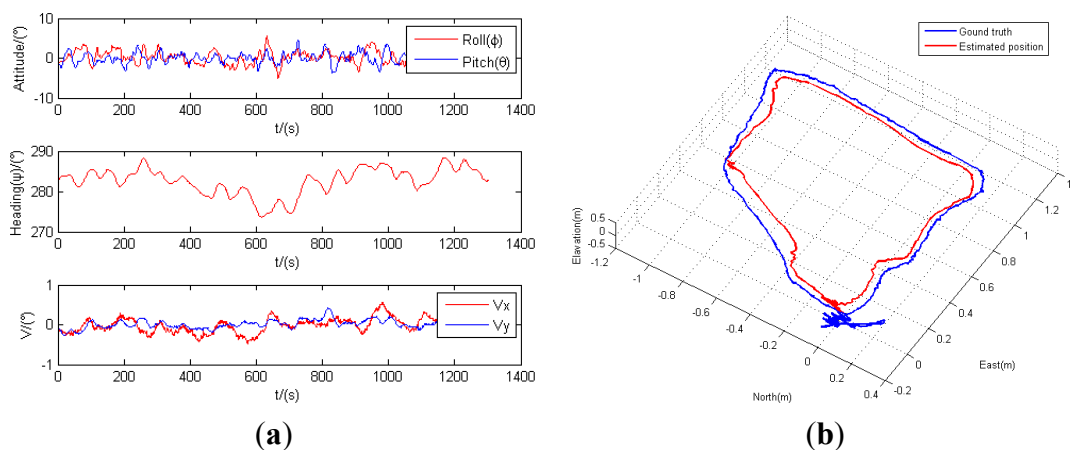 10
0
-10
Attitude/(°)
Roll(ϕ)
Pitch(θ)
0 200 400 600 800 1000 1200 1400
t/(s)
290
280
270
Heading(ψ)/(°)
0 200 400 600 800 1000 1200 1400
t/(s)
1
0
-1
V/(°)
Vx
Vy
0 200 400 600 800 1000 1200 1400
t/(s)
(a)
Gound truth
Estimated position
0.5
0
-0.5
Elavation(m)
-1.2 -1 -0.8 -0.6 -0.4 -0.2 0 0.2 0.4
North(m)
-0.2 0 0.2 0.4 0.6 0.8 1 1.2 1
East(m)
(b)